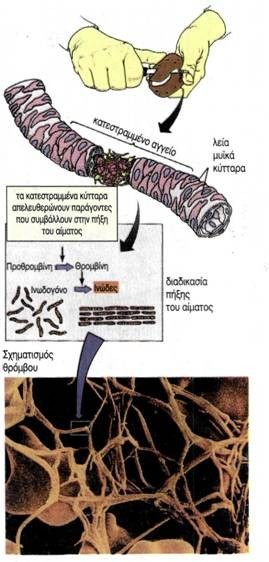 κατεστραμμένο αγγείο
λεία
μυϊκά
κύτταρα
τα κατεστραμμένα κύτταρα
απελευθερώνουν παράγοντες
που συμβάλλουν στην πήξη
του αίματος
Προθρομβίνη
Θρομβίνη
Ινωδογόνο
Ινώδες
διαδικασία
πήξης
του αίματος
Σχηματισμός
θρόμβου